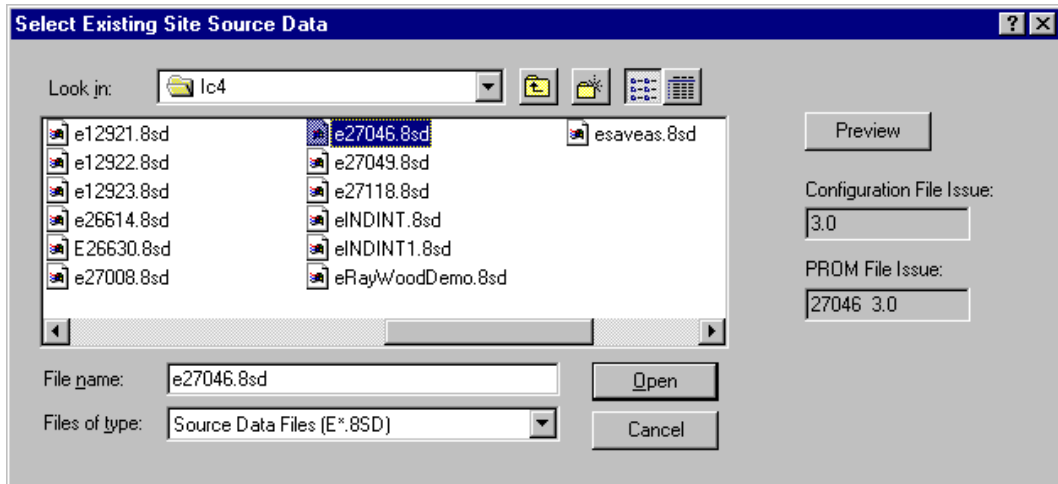 Select Existing Site Source Data
Look in:
lc4
e12921.8sd
e12922.8sd
e12923.8sd
e26614.8sd
E26630.8sd
e27008.8sd
e27046.8sd
e27049.8sd
e27118.8sd
eINDINT.8sd
eINDINT1.8sd
eRayWoodDemo.8sd
esaveas.8sd
Preview
Configuration File Issue:
3.0
PROM File Issue:
27046 3.0
File name:
e27046.8sd
Open
Files of type:
Source Data Files (E*.8SD)
Cancel